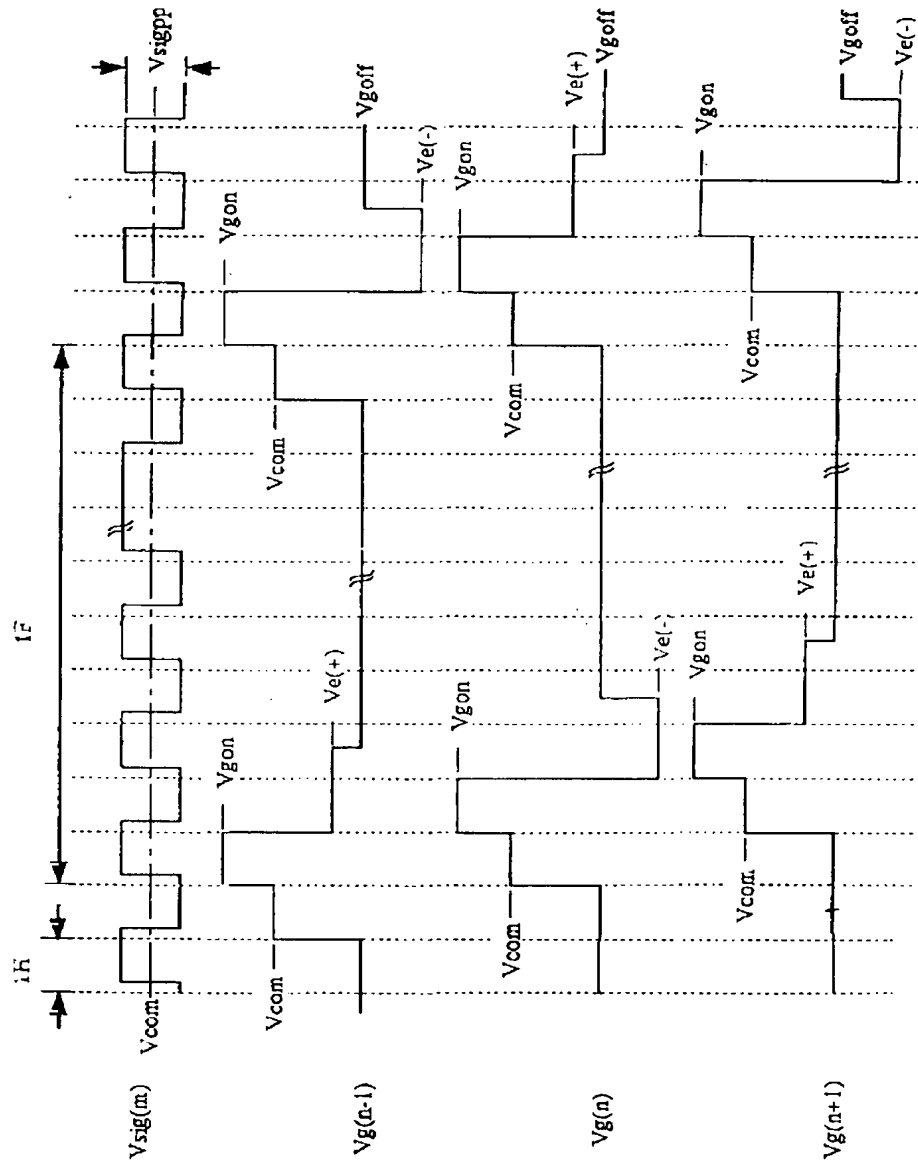 1H
1F
Vsig(m)
Vcom
Vsigpp
Vg(n-1)
Vcom
Vgon
Ve(+)
Vcom
Vgon
Ve(-)
Vgoff
Vg(n)
Vcom
Vgon
Ve(-)
Vcom
Vgon
Ve(+)
Vgoff
Vg(n+1)
Vcom
Vgon
Ve(+)
Vcom
Vgon
Vgoff
Ve(-)